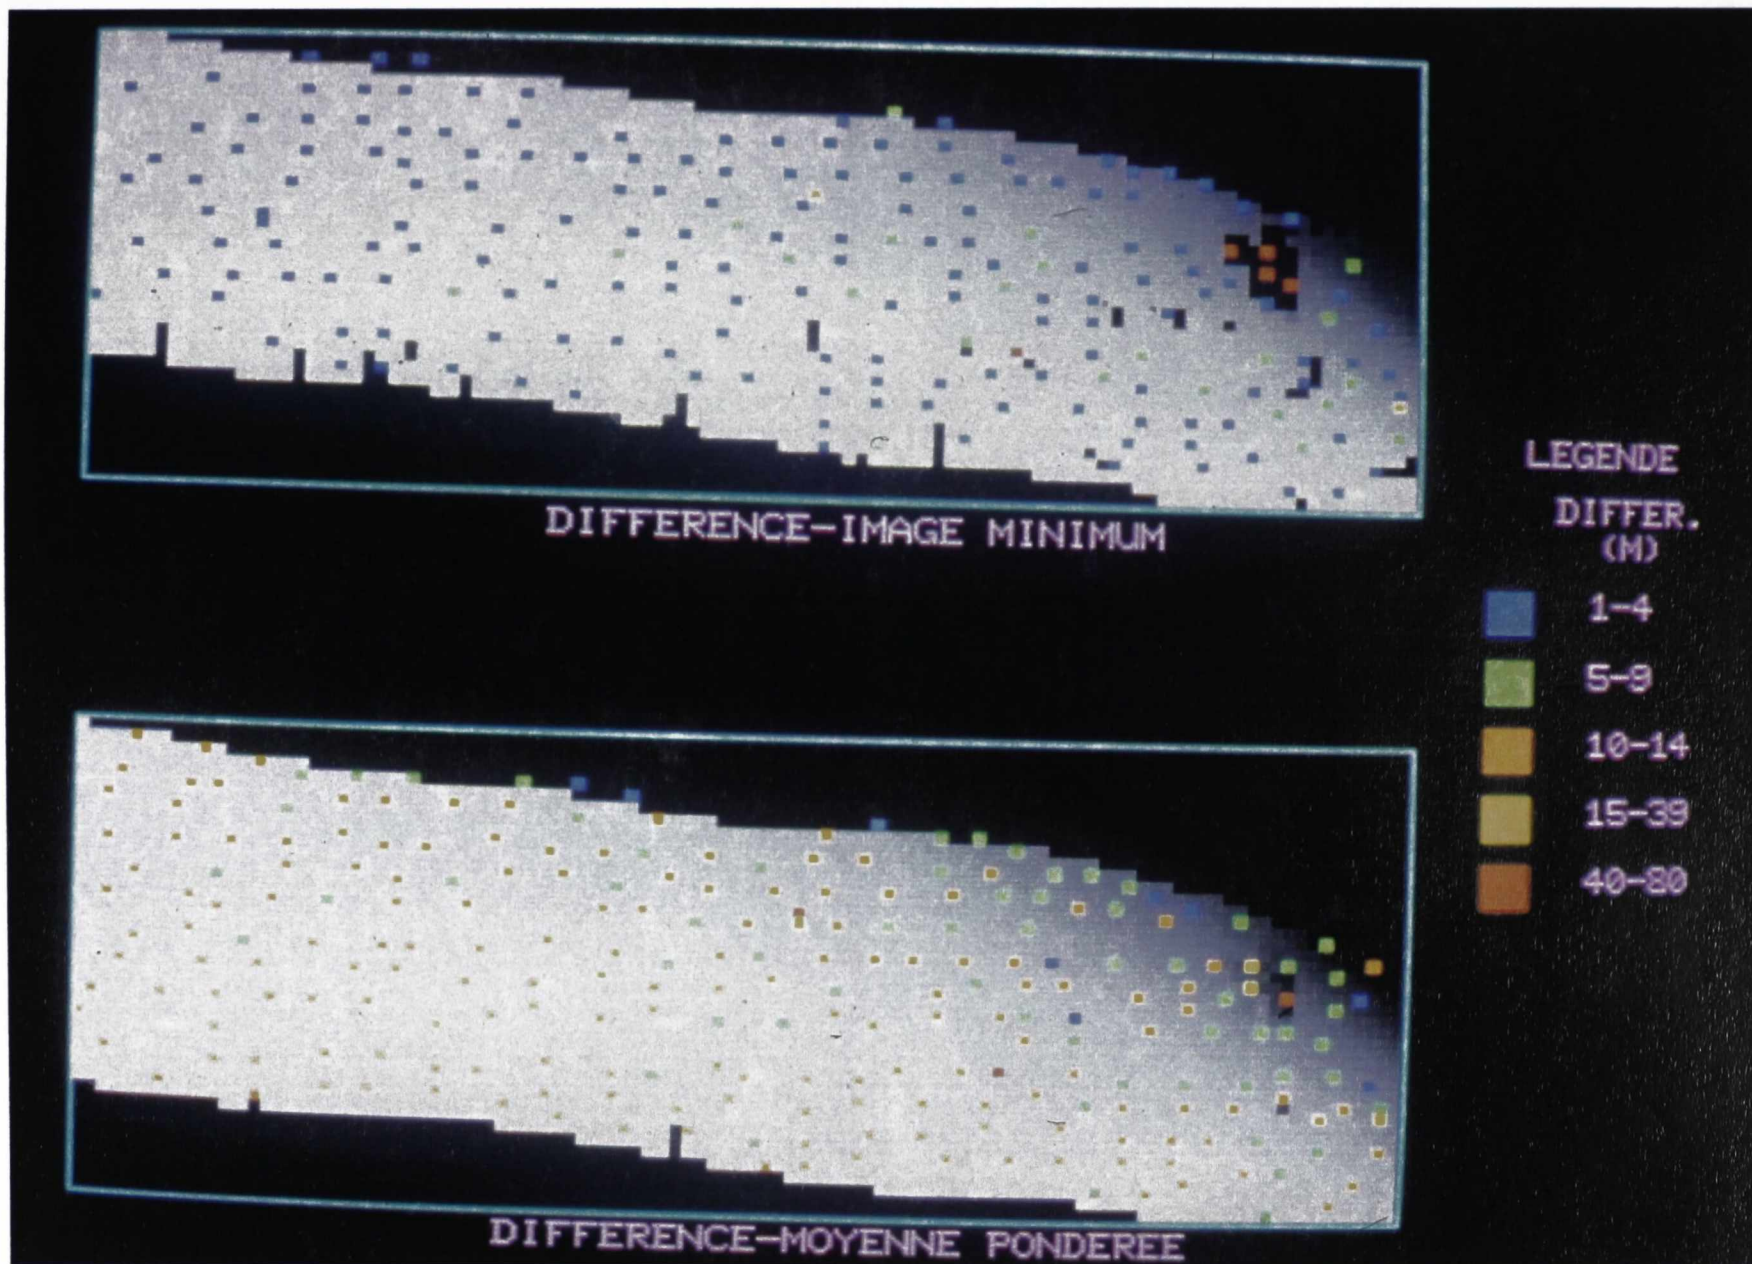 DIFFERENCE-IMAGE MINIMUM
LEGENDE
DIFFER.
(M)
1-4
5-9
10-14
15-39
40-80
DIFFERENCE-MOYENNE PONDEREE